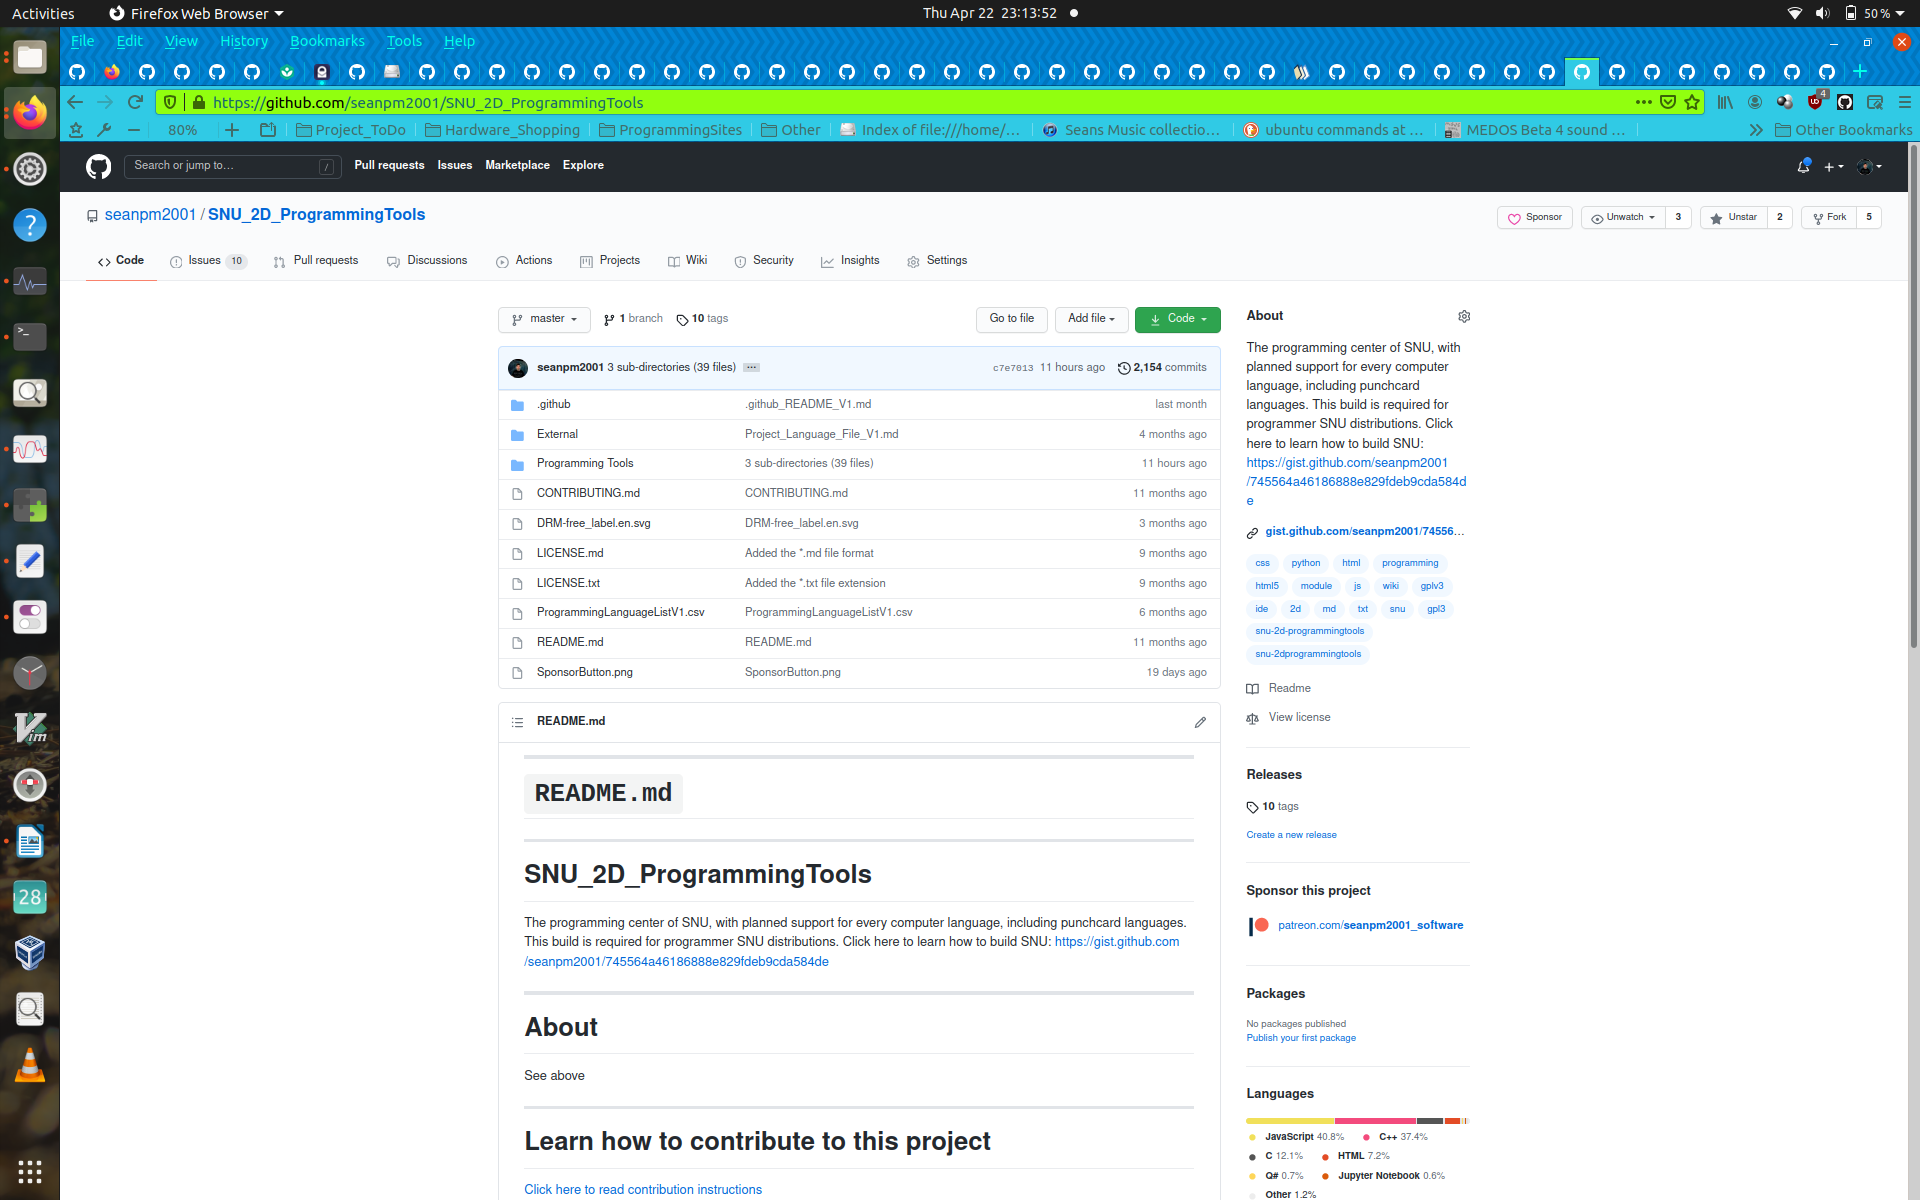 Activities
Firefox Web Browser
Thu Apr 22 23:13:52
50 %
File Edit View History Bookmarks Tools Help
https://github.com/seanpm2001/SNU_2D_ProgrammingTools
4
80%
Project_ToDo
Hardware_Shopping
ProgrammingSites
Other
Index of file:///home/...
Seans Music collectio...
ubuntu commands at ...
MEDOS Beta 4 sound ...
Other Bookmarks
Search or jump to...
/
Pull requests Issues Marketplace Explore
seanpm2001 / SNU_2D_ProgrammingTools
Sponsor
Unwatch 3
Unstar 2
Fork 5
Code
Issues 10
Pull requests
Discussions
Actions
Projects
Wiki
Security
Insights
Settings
master
1 branch
10 tags
Go to file
Add file
Code
seanpm2001 3 sub-directories (39 files) ...
c7e7013 11 hours ago
2,154 commits
.github .github_README_V1.md last month
External Project_Language_File_V1.md 4 months ago
Programming Tools 3 sub-directories (39 files) 11 hours ago
CONTRIBUTING.md CONTRIBUTING.md 11 months ago
DRM-free_label.en.svg DRM-free_label.en.svg 3 months ago
LICENSE.md Added the *.md file format 9 months ago
LICENSE.txt Added the *.txt file extension 9 months ago
ProgrammingLanguageListV1.csv ProgrammingLanguageListV1.csv 6 months ago
README.md README.md 11 months ago
SponsorButton.png SponsorButton.png 19 days ago
README.md
README.md
SNU_2D_ProgrammingTools
The programming center of SNU, with planned support for every computer language, including punchcard languages.
This build is required for programmer SNU distributions. Click here to learn how to build SNU: https://gist.github.com
/seanpm2001/745564a46186888e829fdeb9cda584de
About
See above
Learn how to contribute to this project
Click here to read contribution instructions
About
The programming center of SNU, with
planned support for every computer
language, including punchcard
languages. This build is required for
programmer SNU distributions. Click
here to learn how to build SNU:
https://gist.github.com/seanpm2001
/745564a46186888e829fdeb9cda584d
e
gist.github.com/seanpm2001/74556...
css python html programming
html5 module js wiki gplv3
ide 2d md txt snu gpl3
snu-2d-programmingtools
snu-2dprogrammingtools
Readme
View license
Releases
10 tags
Create a new release
Sponsor this project
patreon.com/seanpm2001_software
Packages
No packages published
Publish your first package
Languages
JavaScript 40.8% C++ 37.4%
C 12.1% HTML 7.2%
Q# 0.7% Jupyter Notebook 0.6%
Other 1.2%
28
Vim